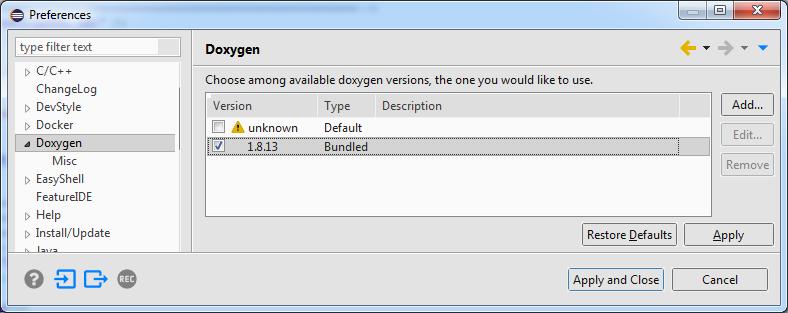 Preferences
type filter text
C/C++
ChangeLog
DevStyle
Docker
Doxygen
Misc
EasyShell
FeatureIDE
Help
Install/Update
Java
Doxygen
Choose among available doxygen versions, the one you would like to use.
Version Type Description
unknown Default
1.8.13 Bundled
Add...
Edit...
Remove
Restore Defaults Apply
REC
Apply and Close Cancel